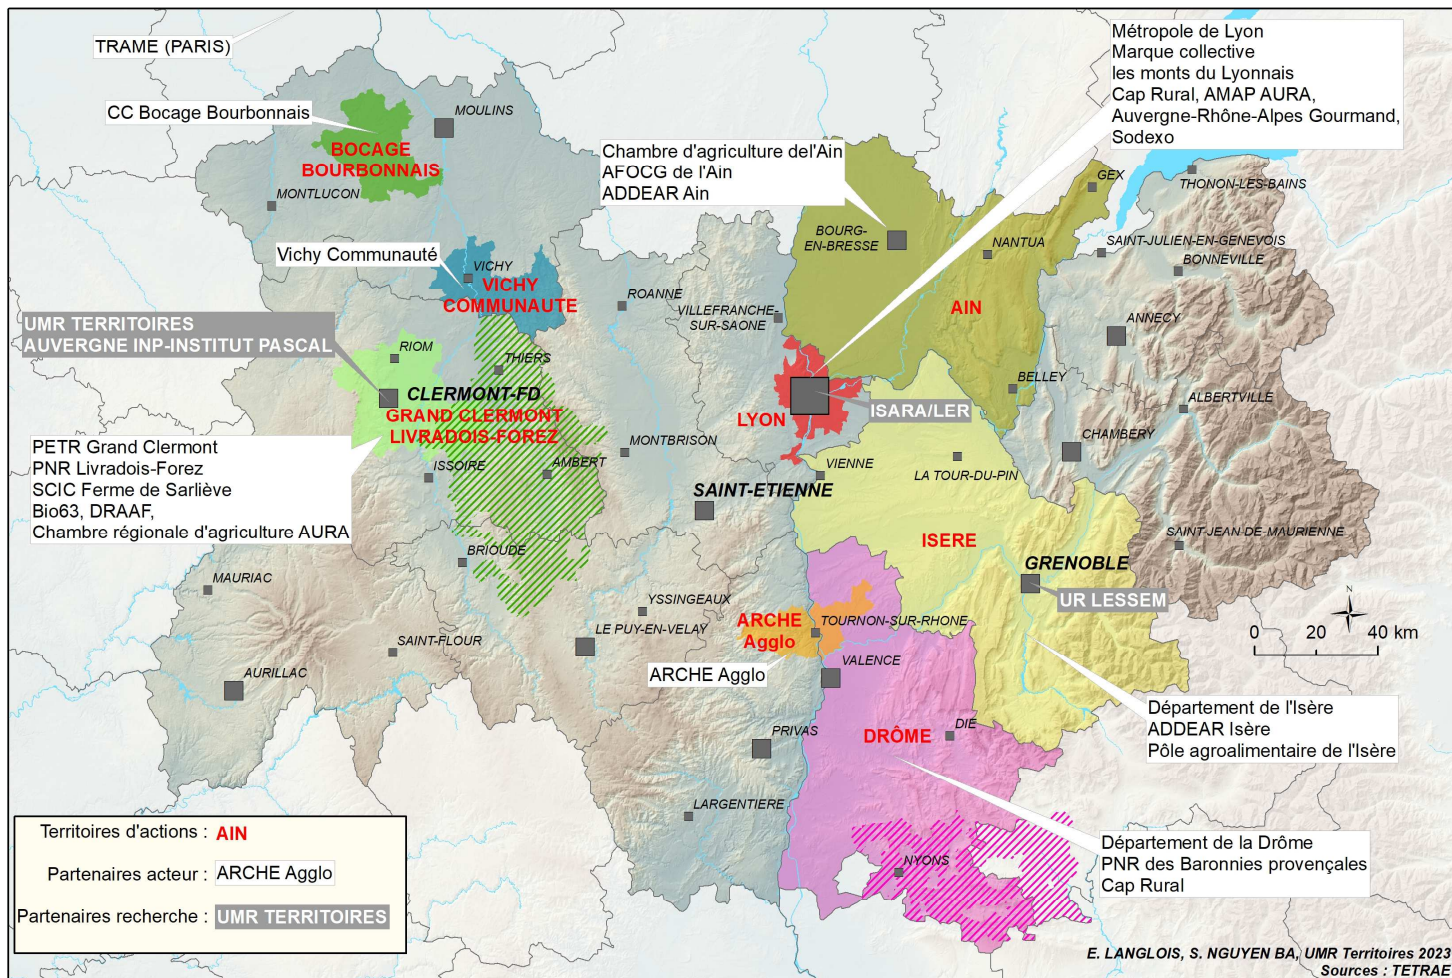 TRAME (PARIS)
Métropole de Lyon
Marque collective
les monts du Lyonnais
Cap Rural, AMAP AURA,
Auvergne-Rhône-Alpes Gourmand,
Sodexo
CC Bocage Bourbonnais
MOULINS
BOCAGE
BOURBONNAIS
MONTLUCON
Chambre d'agriculture del'Ain
AFOCG de l'Ain
ADDEAR Ain
GEX
THONON-LES-BAINS
BOURG-
EN-BRESSE
NANTUA
SAINT-JULIEN-EN-GENEVOIS
BONNEVILLE
Vichy Communauté
VICHY
VICHY
COMMUNAUTE
ROANNE
VILLEFRANCHE-
SUR-SAONE
AIN
ANNECY
UMR TERRITOIRES
AUVERGNE INP-INSTITUT PASCAL
RIOM
THIERS
CLERMONT-FD
GRAND CLERMONT
LIVRADOIS-FOREZ
LYON
ISARA/LER
BELLEY
ALBERTVILLE
CHAMBERY
PETR Grand Clermont
PNR Livradois-Forez
SCIC Ferme de Sarliève
Bio63, DRAAF,
Chambre régionale d'agriculture AURA
ISSOIRE
AMBERT
MONTBRISON
VIENNE
LA TOUR-DU-PIN
SAINT-ETIENNE
ISERE
SAINT-JEAN-DE-MAURIENNE
GRENOBLE
UR LESSEM
BRIOUDE
MAURIAC
YSSINGEAUX
LE PUY-EN-VELAY
SAINT-FLOUR
AURILLAC
ARCHE
Agglo
TOURNON-SUR-RHONE
ARCHE Agglo
VALENCE
N
0 20 40 km
Département de l'Isère
ADDEAR Isère
Pôle agroalimentaire de l'Isère
PRIVAS
DRÔME
DIE
LARGENTIERE
NYONS
Département de la Drôme
PNR des Baronnies provençales
Cap Rural
Territoires d'actions : AIN
Partenaires acteur : ARCHE Agglo
Partenaires recherche : UMR TERRITOIRES
E. LANGLOIS, S. NGUYEN BA, UMR Territoires 2023
Sources : TETRAE